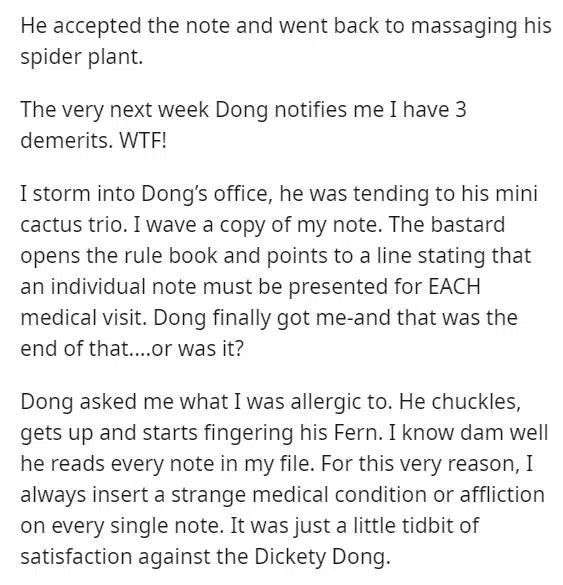 He accepted the note and went back to massaging his
spider plant.
The very next week Dong notifies me I have 3
demerits. WTF!
I storm into Dong’s office, he was tending to his mini
cactus trio. I wave a copy of my note. The bastard
opens the rule book and points to a line stating that
an individual note must be presented for EACH
medical visit. Dong finally got me-and that was the
end of that....or was it?
Dong asked me what I was allergic to. He chuckles,
gets up and starts fingering his Fern. I know dam well
he reads every note in my file. For this very reason, I
always insert a strange medical condition or affliction
on every single note. It was just a little tidbit of
satisfaction against the Dickety Dong.